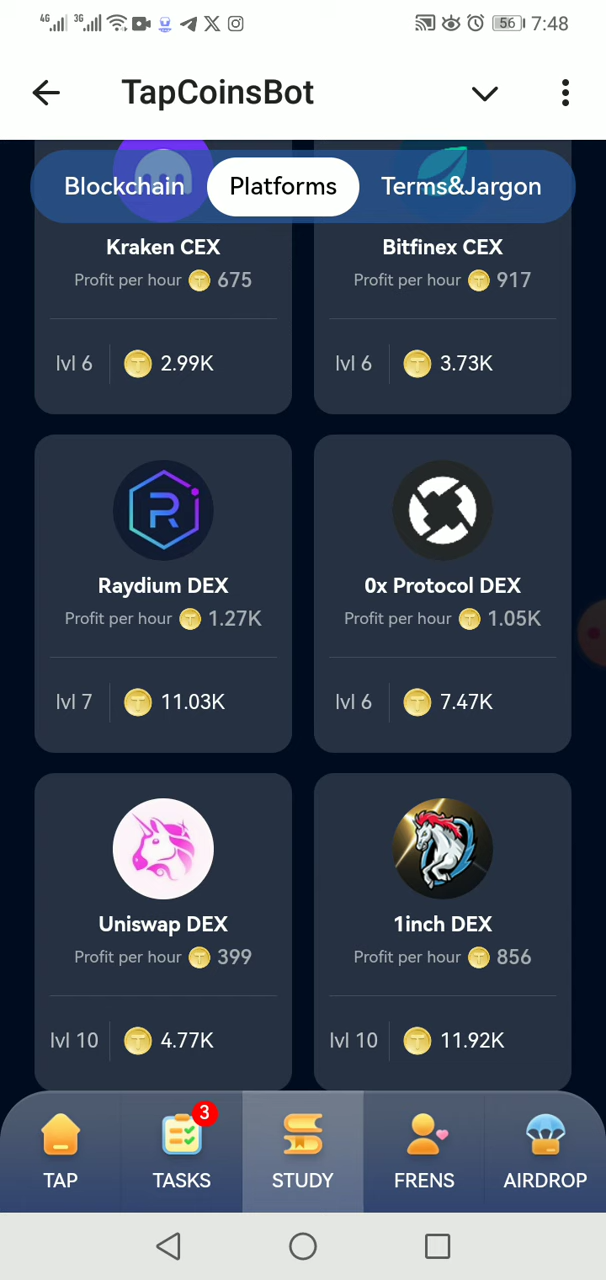 4G 3G 56 7:48
TapCoinsBot
Blockchain Platforms Terms&Jargon
Kraken CEX
Profit per hour 675
lvl 6 2.99K
Bitfinex CEX
Profit per hour 917
lvl 6 3.73K
Raydium DEX
Profit per hour 1.27K
lvl 7 11.03K
0x Protocol DEX
Profit per hour 1.05K
lvl 6 7.47K
Uniswap DEX
Profit per hour 399
lvl 10 4.77K
1inch DEX
Profit per hour 856
lvl 10 11.92K
TAP
3
TASKS
STUDY
FRENS
AIRDROP